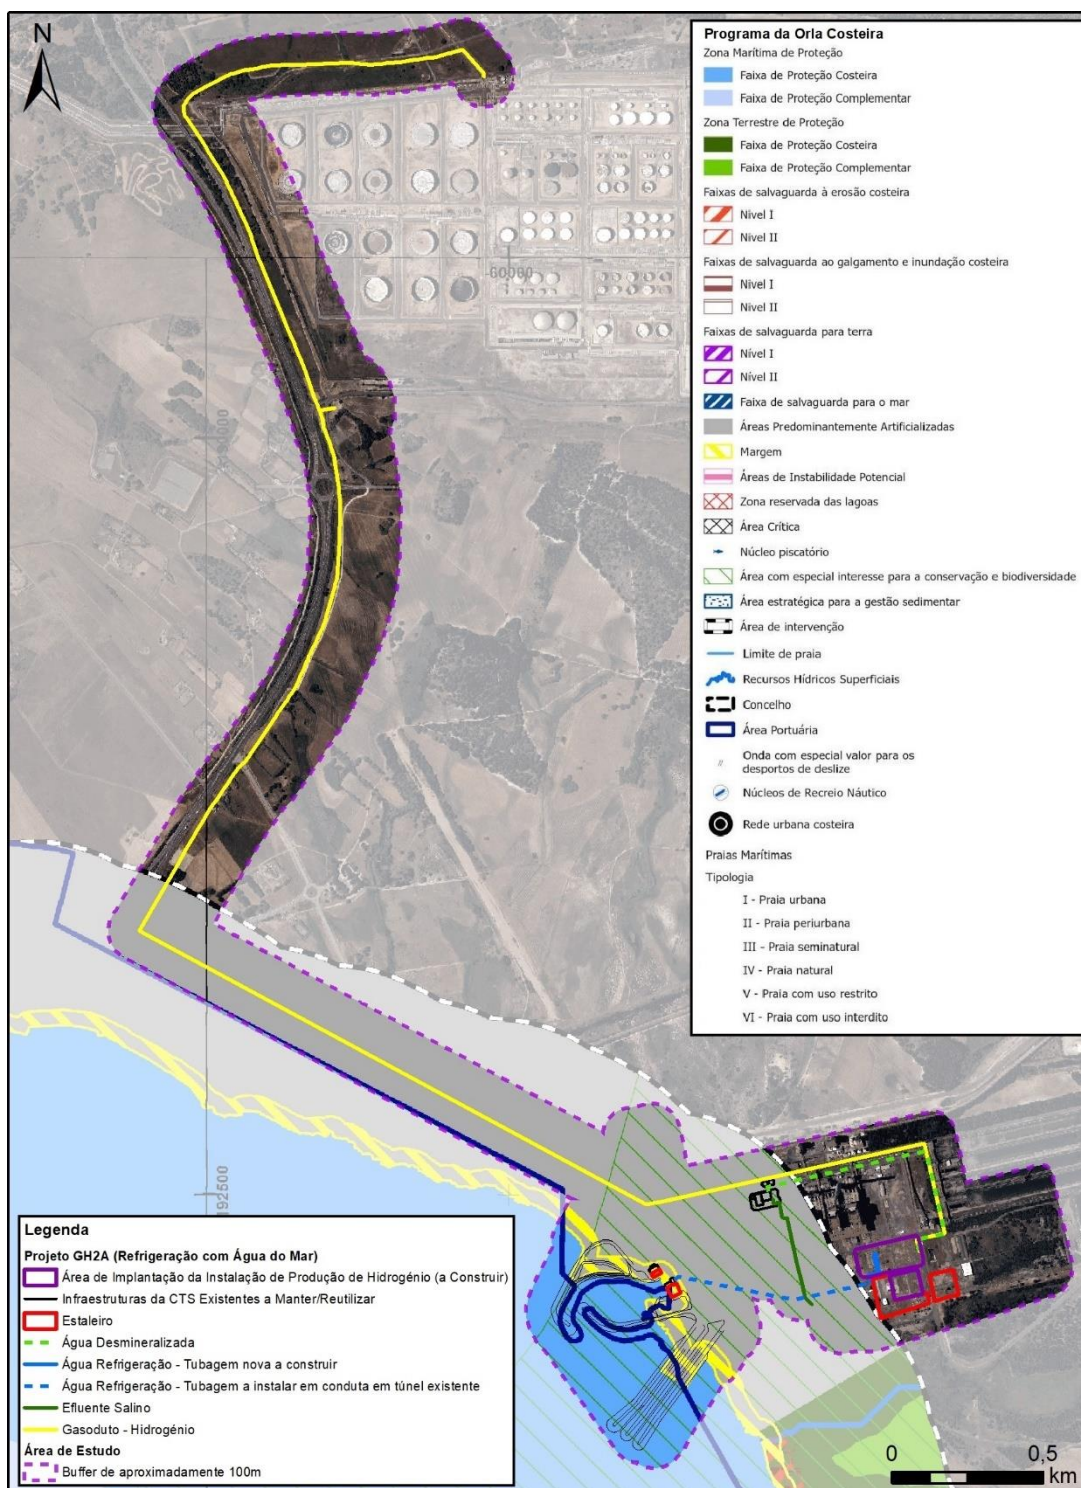 N
Programa da Orla Costeira
Zona Marítima de Proteção
Faixa de Proteção Costeira
Faixa de Proteção Complementar
Zona Terrestre de Proteção
Faixa de Proteção Costeira
Faixa de Proteção Complementar
Faixas de salvaguarda à erosão costeira
Nivel I
Nivel II
Faixas de salvaguarda ao galgamento e inundação costeira
Nivel I
Nivel II
Faixas de salvaguarda para terra
Nível I
Nível II
Faixa de salvaguarda para o mar
Áreas Predominantemente Artificializadas
Margem
Áreas de Instabilidade Potencial
Zona reservada das lagoas
Área Crítica
Núcleo piscatório
Área com especial interesse para a conservação e biodiversidade
Área estratégica para a gestão sedimentar
Área de intervenção
Limite de praia
Recursos Hídricos Superficiais
Concelho
Área Portuária
Onda com especial valor para os
desportos de deslize
Núcleos de Recreio Náutico
Rede urbana costeira
Praias Marítimas
Tipologia
I - Praia urbana
II - Praia periurbana
III - Praia seminatural
IV - Praia natural
V - Praia com uso restrito
VI - Praia com uso interdito
192500
Legenda
Projeto GH2A (Refrigeração com Água do Mar)
Área de Implantação da Instalação de Produção de Hidrogénio (a Construir)
Infraestruturas da CTS Existentes a Manter/Reutilizar
Estaleiro
Água Desmineralizada
Água Refrigeração - Tubagem nova a construir
Água Refrigeração - Tubagem a instalar em conduta em túnel existente
Efluente Salino
Gasoduto - Hidrogénio
Área de Estudo
Buffer de aproximadamente 100m
0 0,5
km